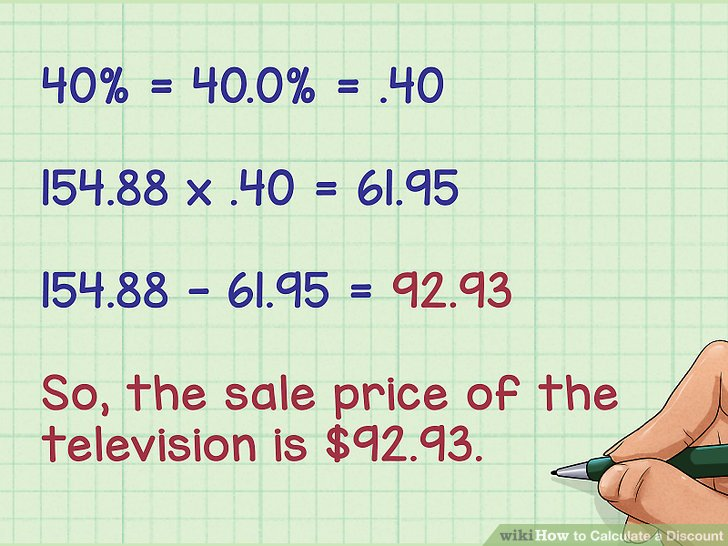 40% = 40.0% = .40
154.88 x .40 = 61.95
154.88 - 61.95 = 92.93
So, the sale price of the
television is $92.93.
wikiHow to Calculate a Discount